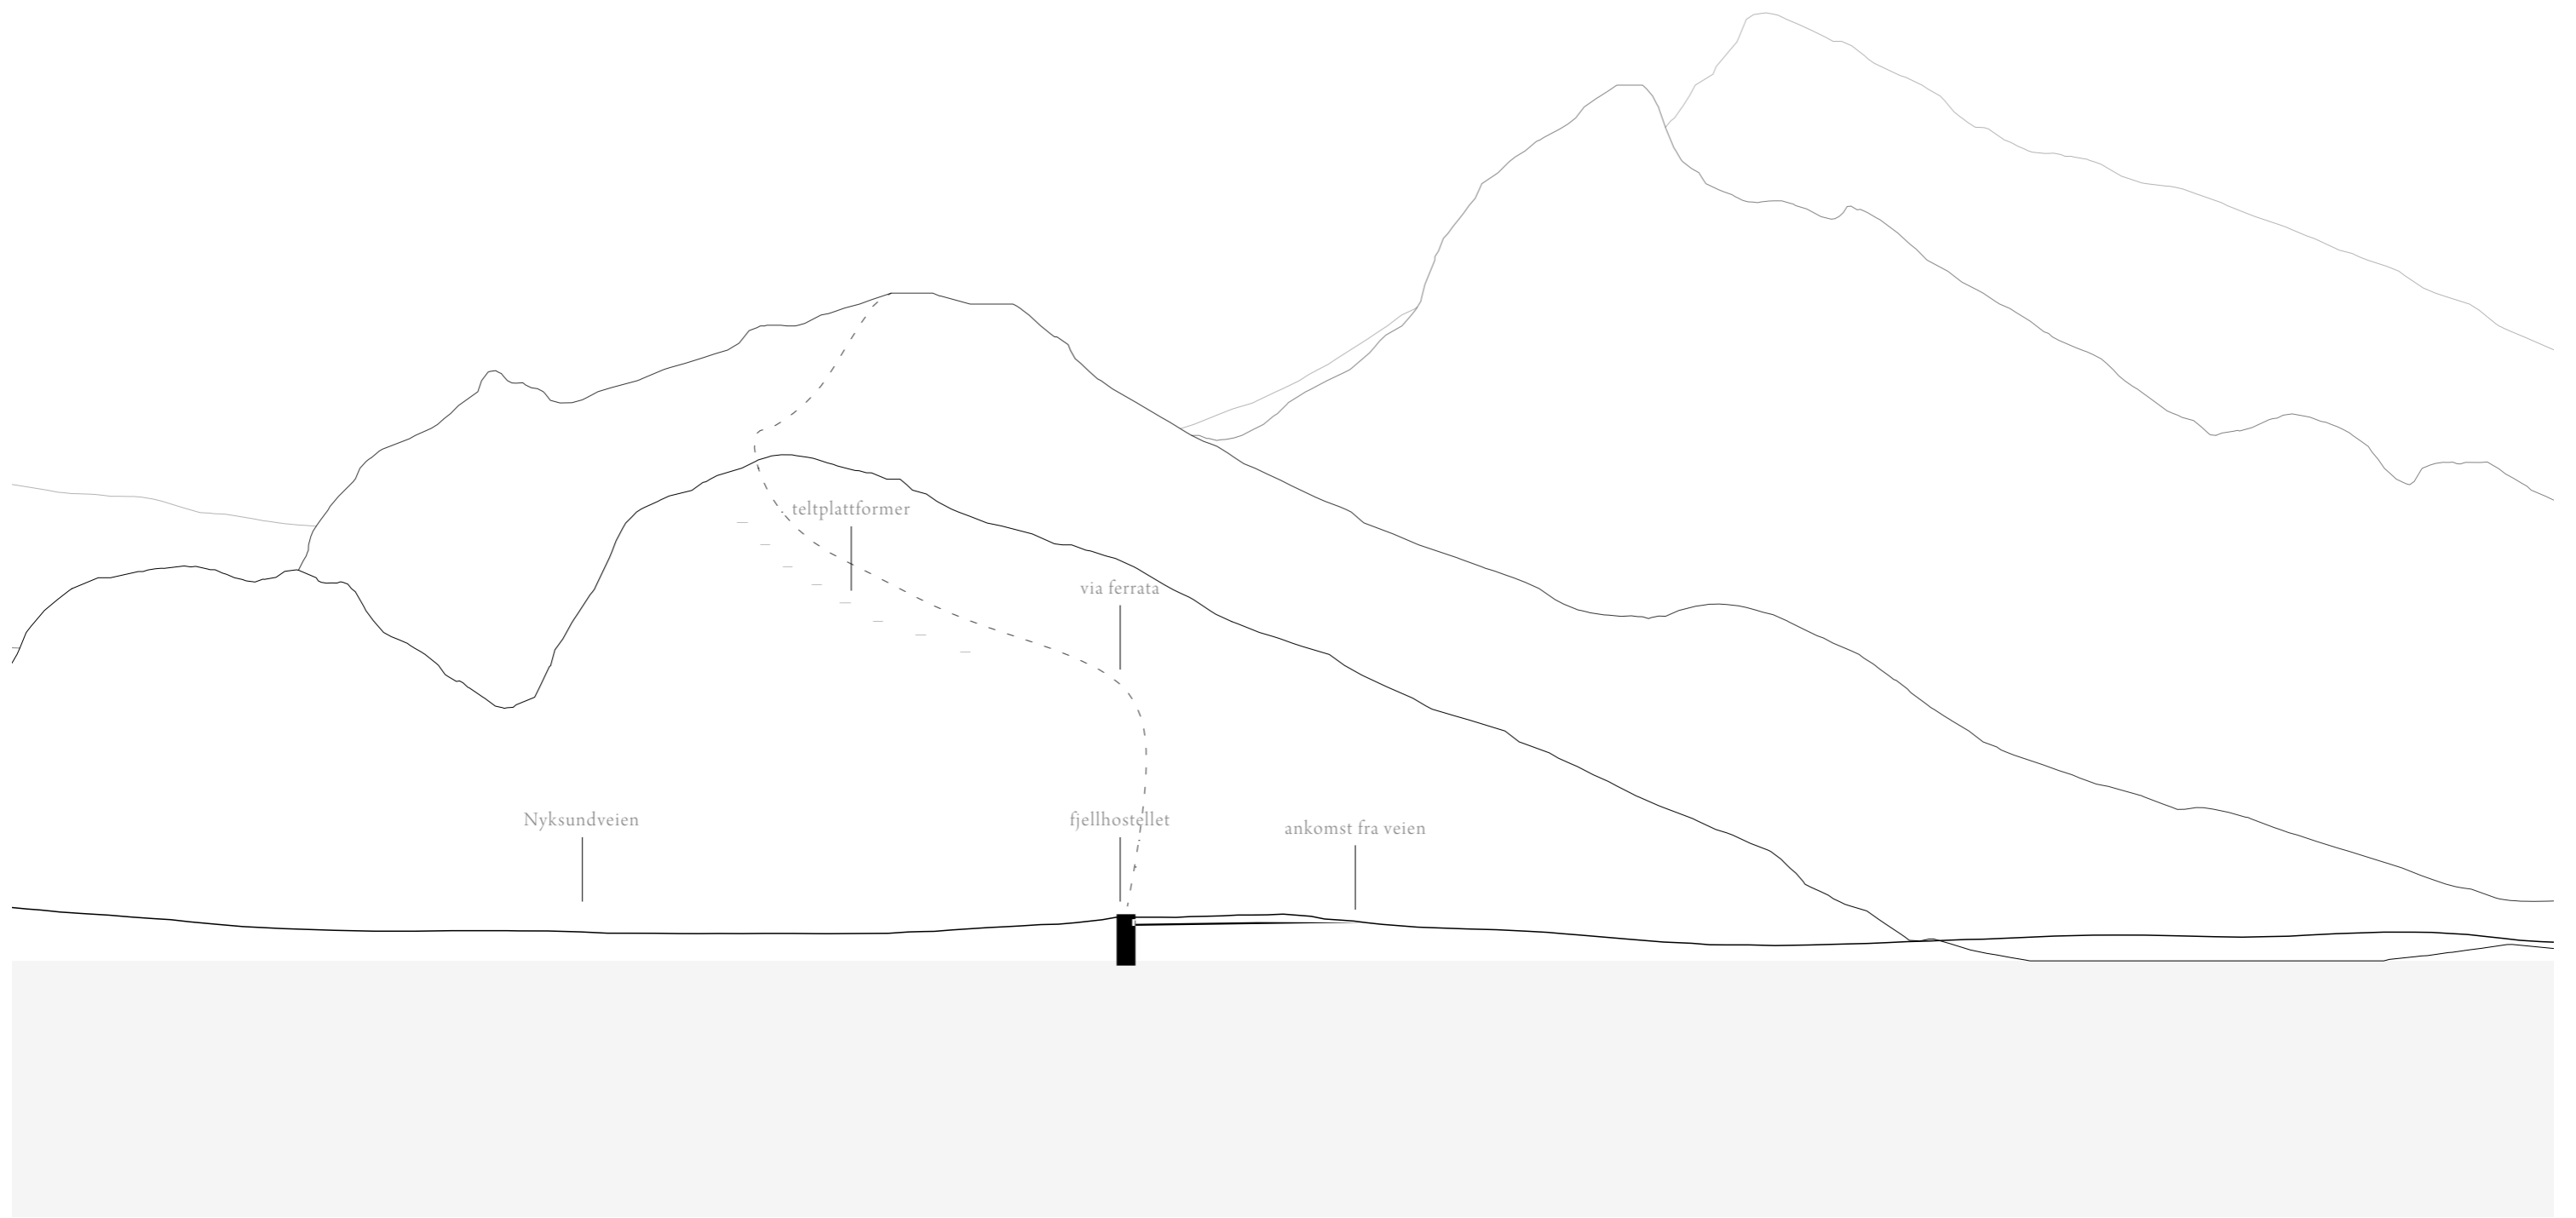 teltplattformer
via ferrata
Nyksundveien
fjellhostellet
ankomst fra veien